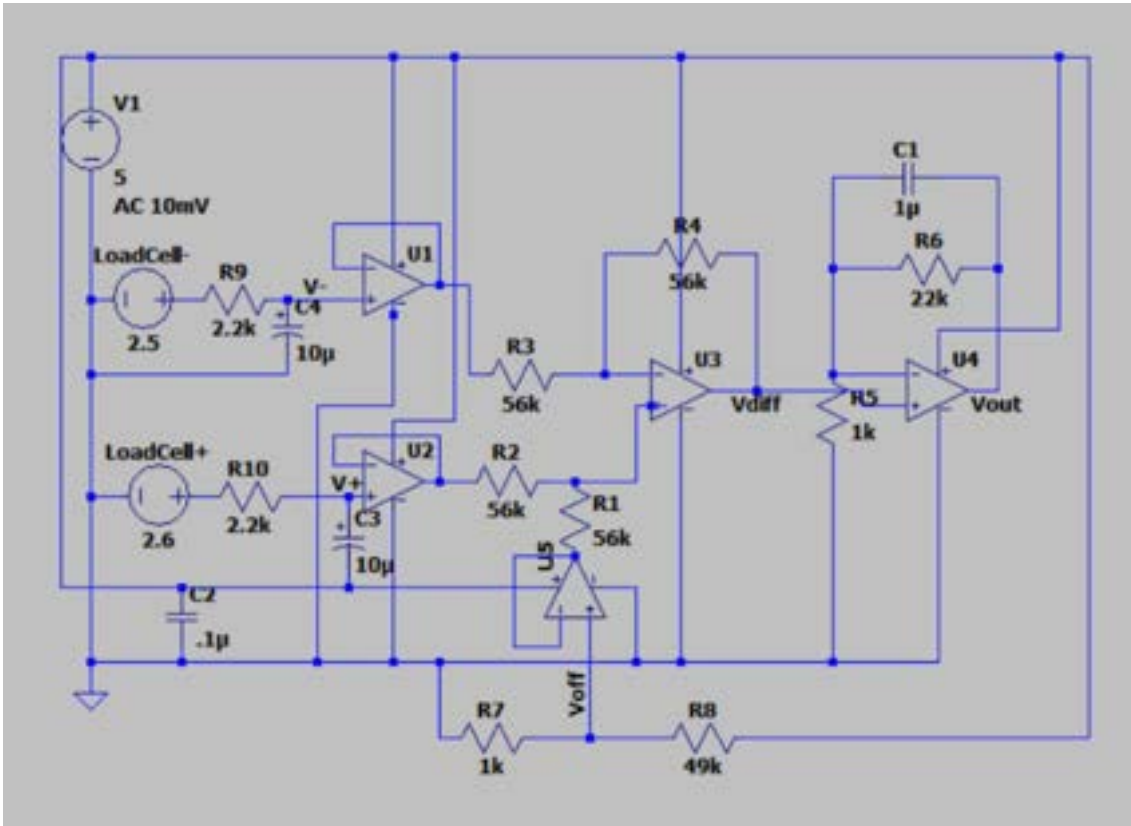 V1
5
AC 10mV
C1
1µ
R4
56k
R6
22k
LoadCell-
R9
V-
U1
C4
2.2k
2.5
10µ
R3
56k
U3
Vdiff
R5
1k
U4
Vout
LoadCell+
R10
V+
U2
2.2k
2.6
C3
10µ
R2
56k
R1
56k
U5
C2
.1µ
Voff
R7
1k
R8
49k